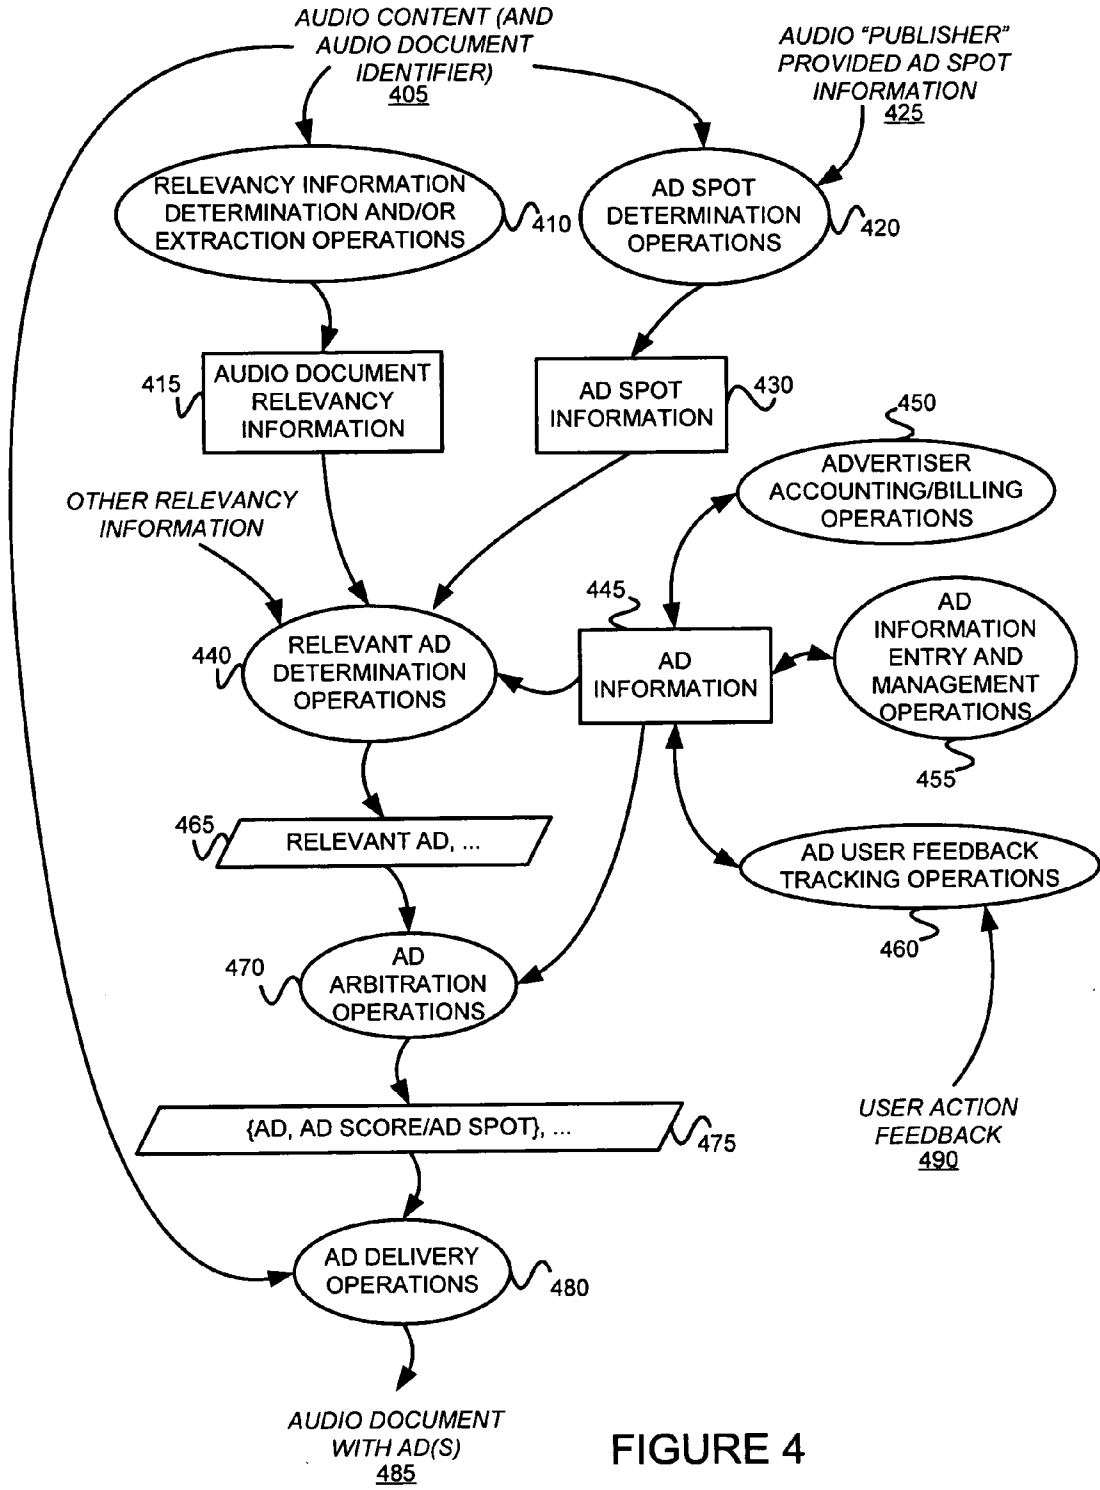 AUDIO CONTENT (AND
AUDIO DOCUMENT
IDENTIFIER)
405
AUDIO "PUBLISHER"
PROVIDED AD SPOT
INFORMATION
425
RELEVANCY INFORMATION
DETERMINATION AND/OR
EXTRACTION OPERATIONS
410
AD SPOT
DETERMINATION
OPERATIONS
420
415
AUDIO DOCUMENT
RELEVANCY
INFORMATION
AD SPOT
INFORMATION
430
450
ADVERTISER
ACCOUNTING/BILLING
OPERATIONS
OTHER RELEVANCY
INFORMATION
445
AD
INFORMATION
AD
INFORMATION
ENTRY AND
MANAGEMENT
OPERATIONS
455
440
RELEVANT AD
DETERMINATION
OPERATIONS
465
RELEVANT AD, ...
AD USER FEEDBACK
TRACKING OPERATIONS
460
470
AD
ARBITRATION
OPERATIONS
{AD, AD SCORE/AD SPOT}, ...
475
USER ACTION
FEEDBACK
490
AD DELIVERY
OPERATIONS
480
AUDIO DOCUMENT
WITH AD(S)
485
FIGURE 4